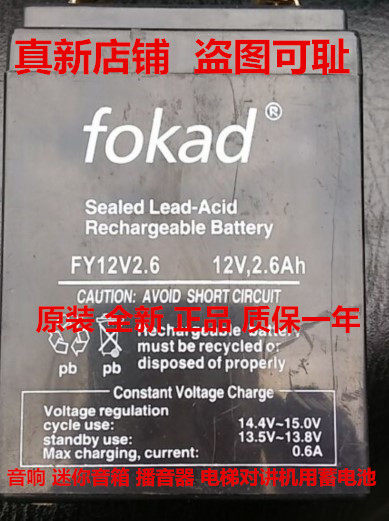 真新店铺 盗图可耻
fokad®
Sealed Lead-Acid
Rechargeable Battery
FY12V2.6 12V,2.6Ah
CAUTION: AVOID SHORT CIRCUIT
原装 全新 正品 质保一年
Rechargeable battery
must be recycled or
disposed of properly
pb pb
Constant Voltage Charge
Voltage regulation
cycle use: 14.4V~15.0V
standby use: 13.5V~13.8V
Max charging, current: 0.6A
音响 迷你音箱 播音器 电梯对讲机用蓄电池